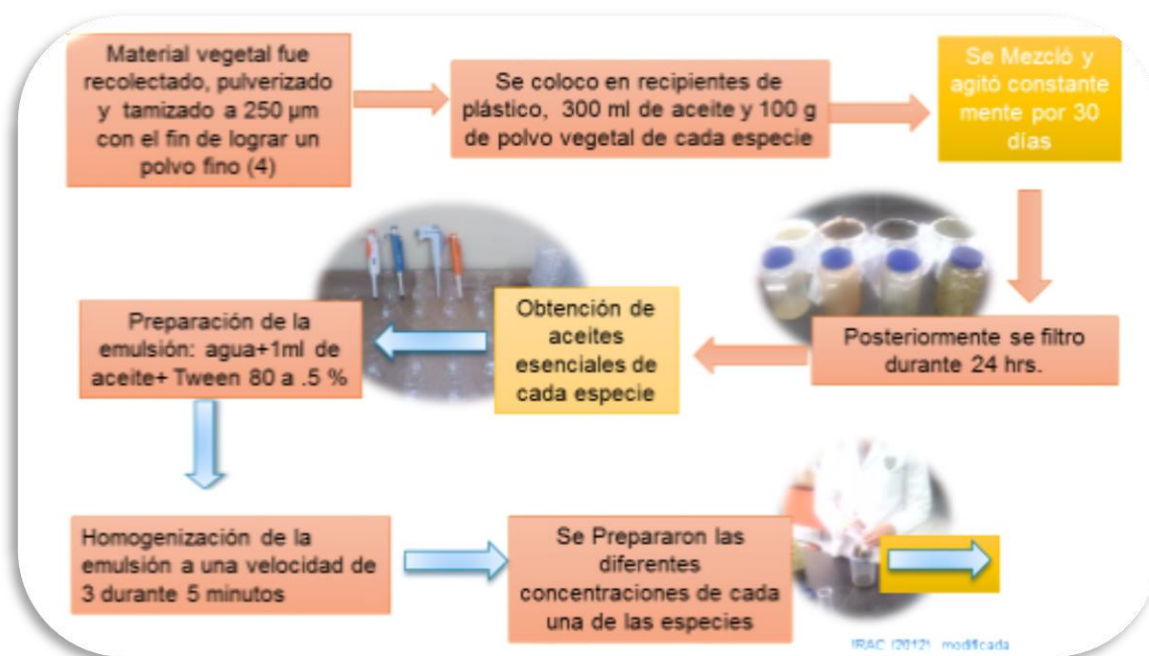 Material vegetal fue
recolectado, pulverizado
y tamizado a 250 µm
con el fin de lograr un
polvo fino (4)
Se coloco en recipientes de
plástico, 300 ml de aceite y 100 g
de polvo vegetal de cada especie
Se Mezcló y
agitó constante
mente por 30
días
Posteriormente se filtro
durante 24 hrs.
Obtención de
aceites
esenciales de
cada especie
Preparación de la
emulsión: agua+1ml de
aceite+ Tween 80 a .5 %
Homogenización de la
emulsión a una velocidad de
3 durante 5 minutos
Se Prepararon las
diferentes
concentraciones de cada
una de las especies
IRAC (2012) modificada